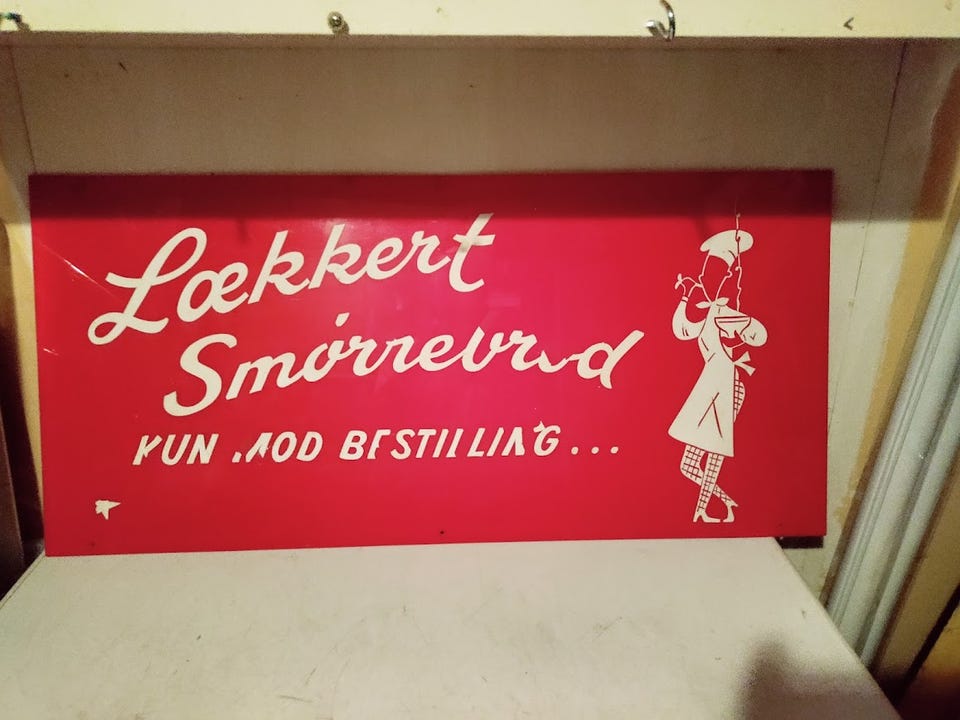 Lækkert
Smørrebrød
KUN MOD BESTILLING...